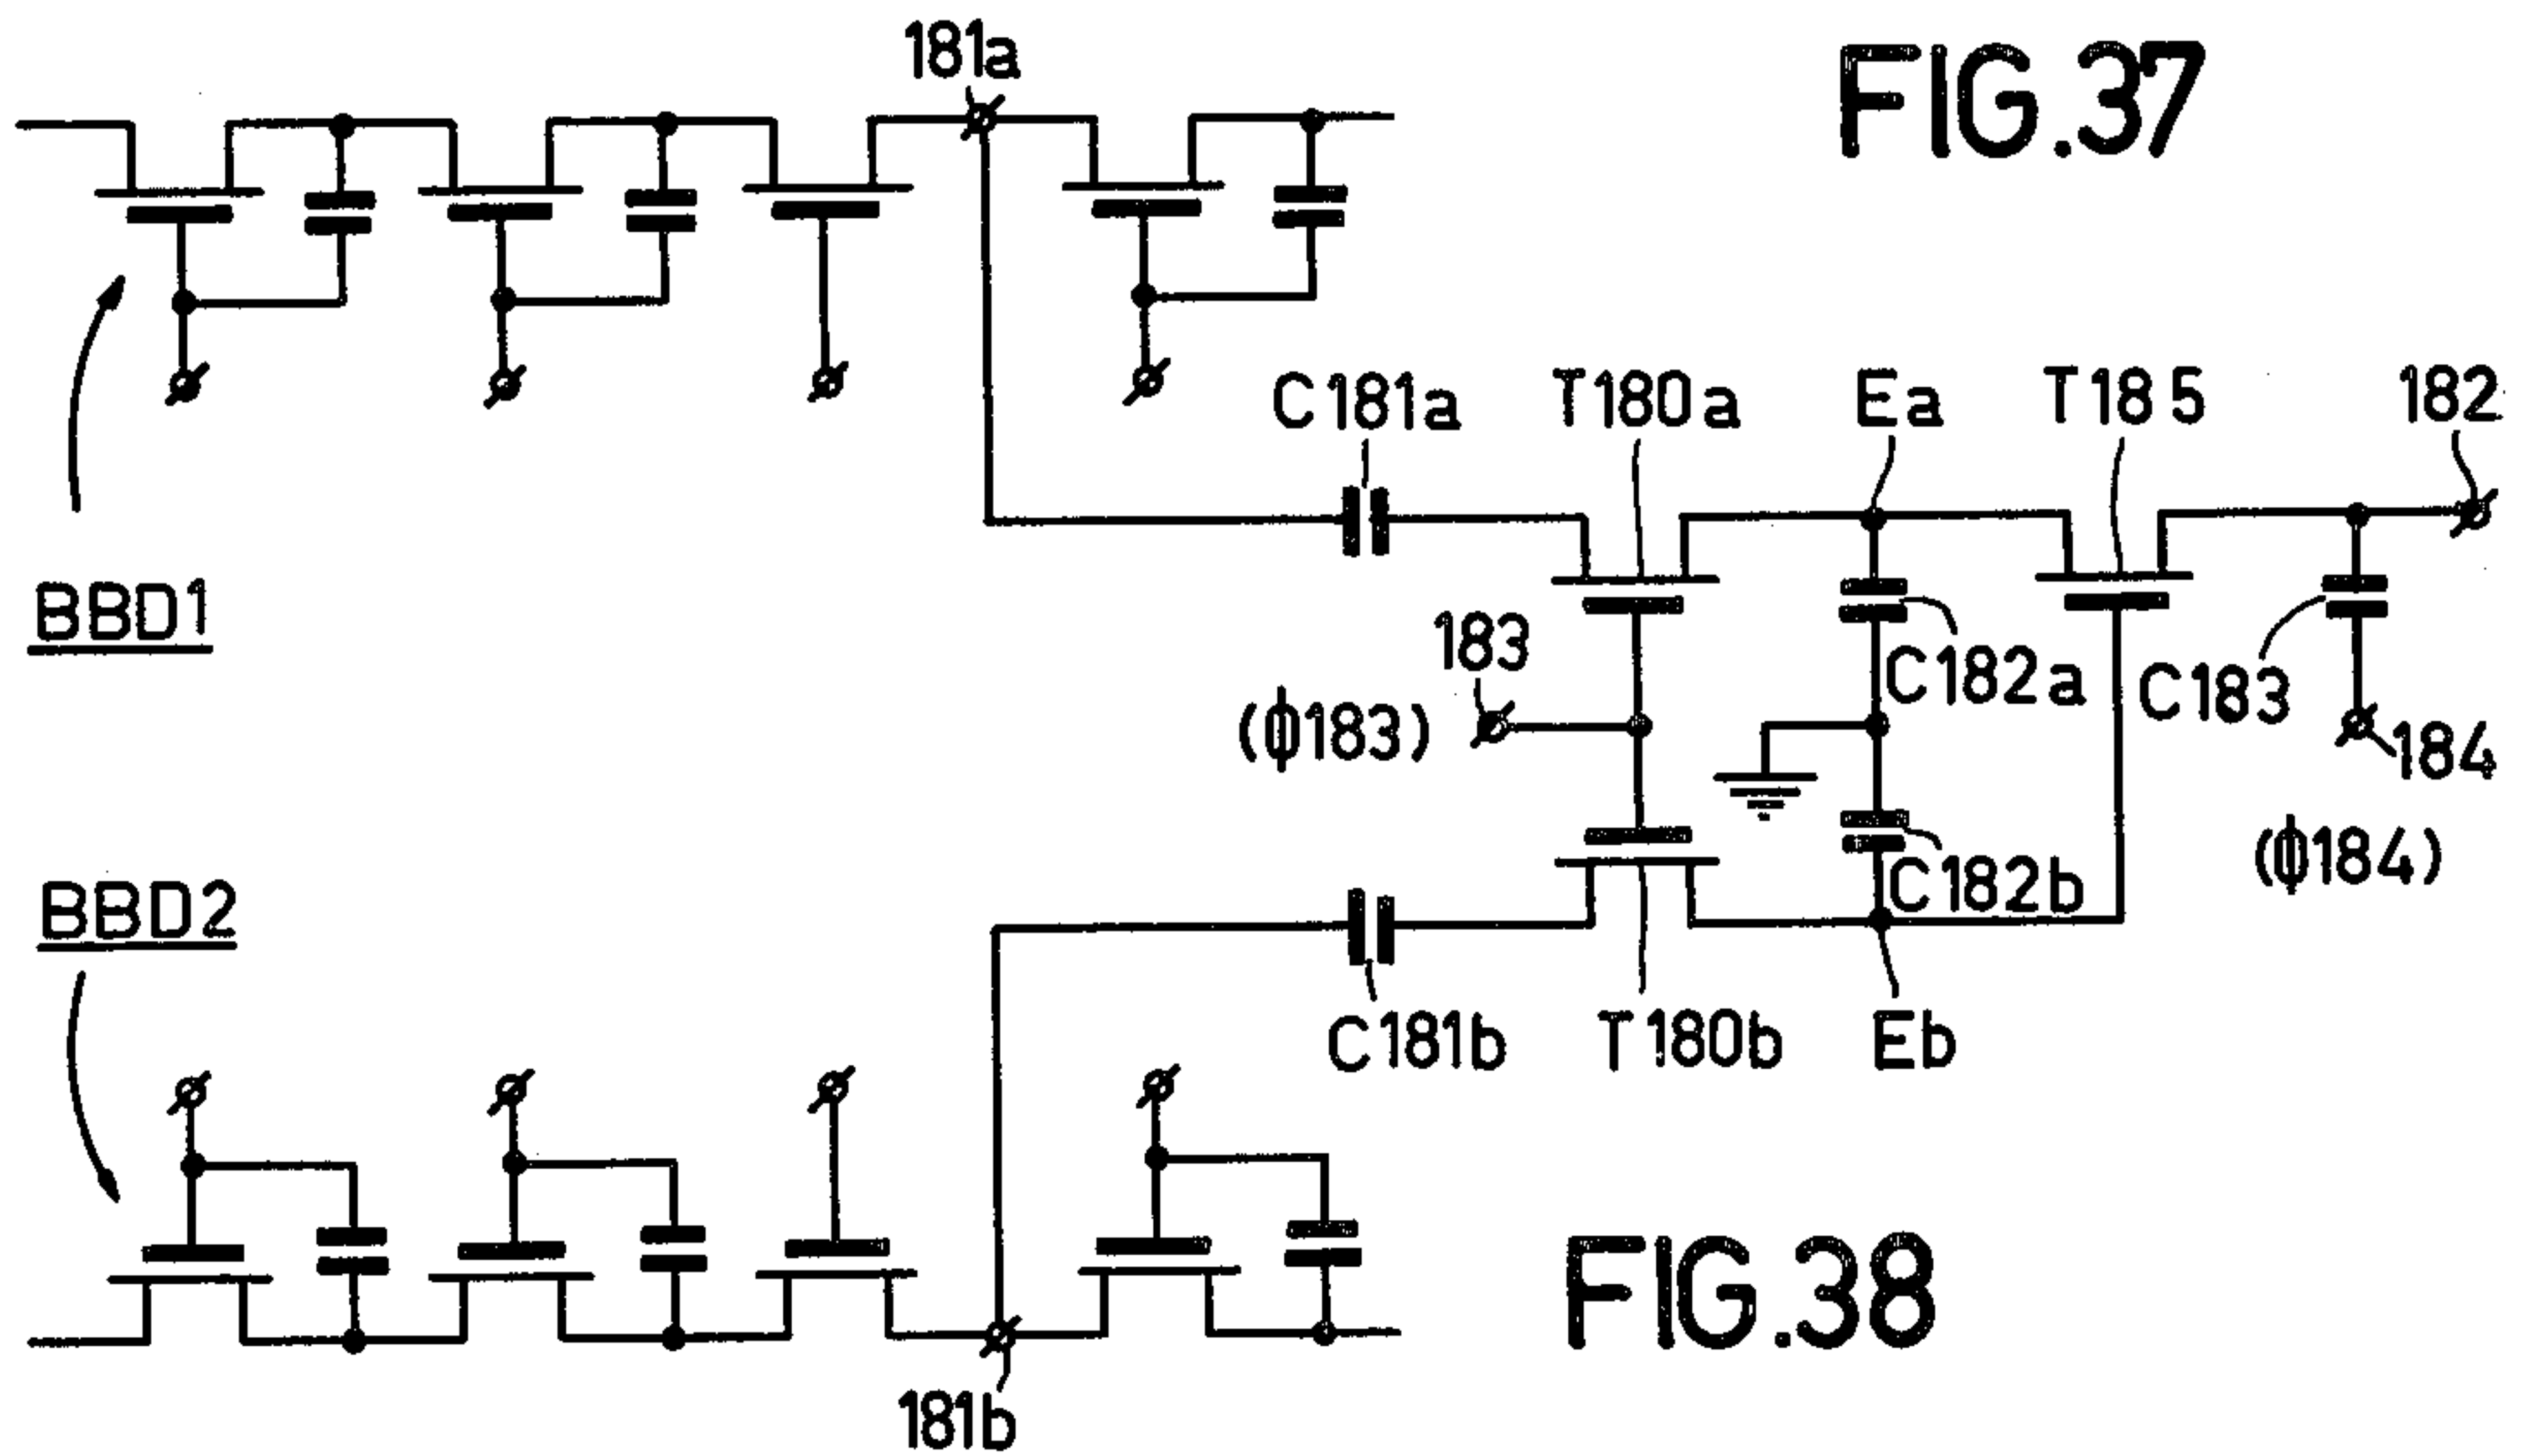 181a
FIG.37
C181a
T180a
Ea
T185
182
BBD1
183
(ϕ183)
C182a
C183
184
(ϕ184)
BBD2
C182b
C181b
T180b
Eb
FIG.38
181b